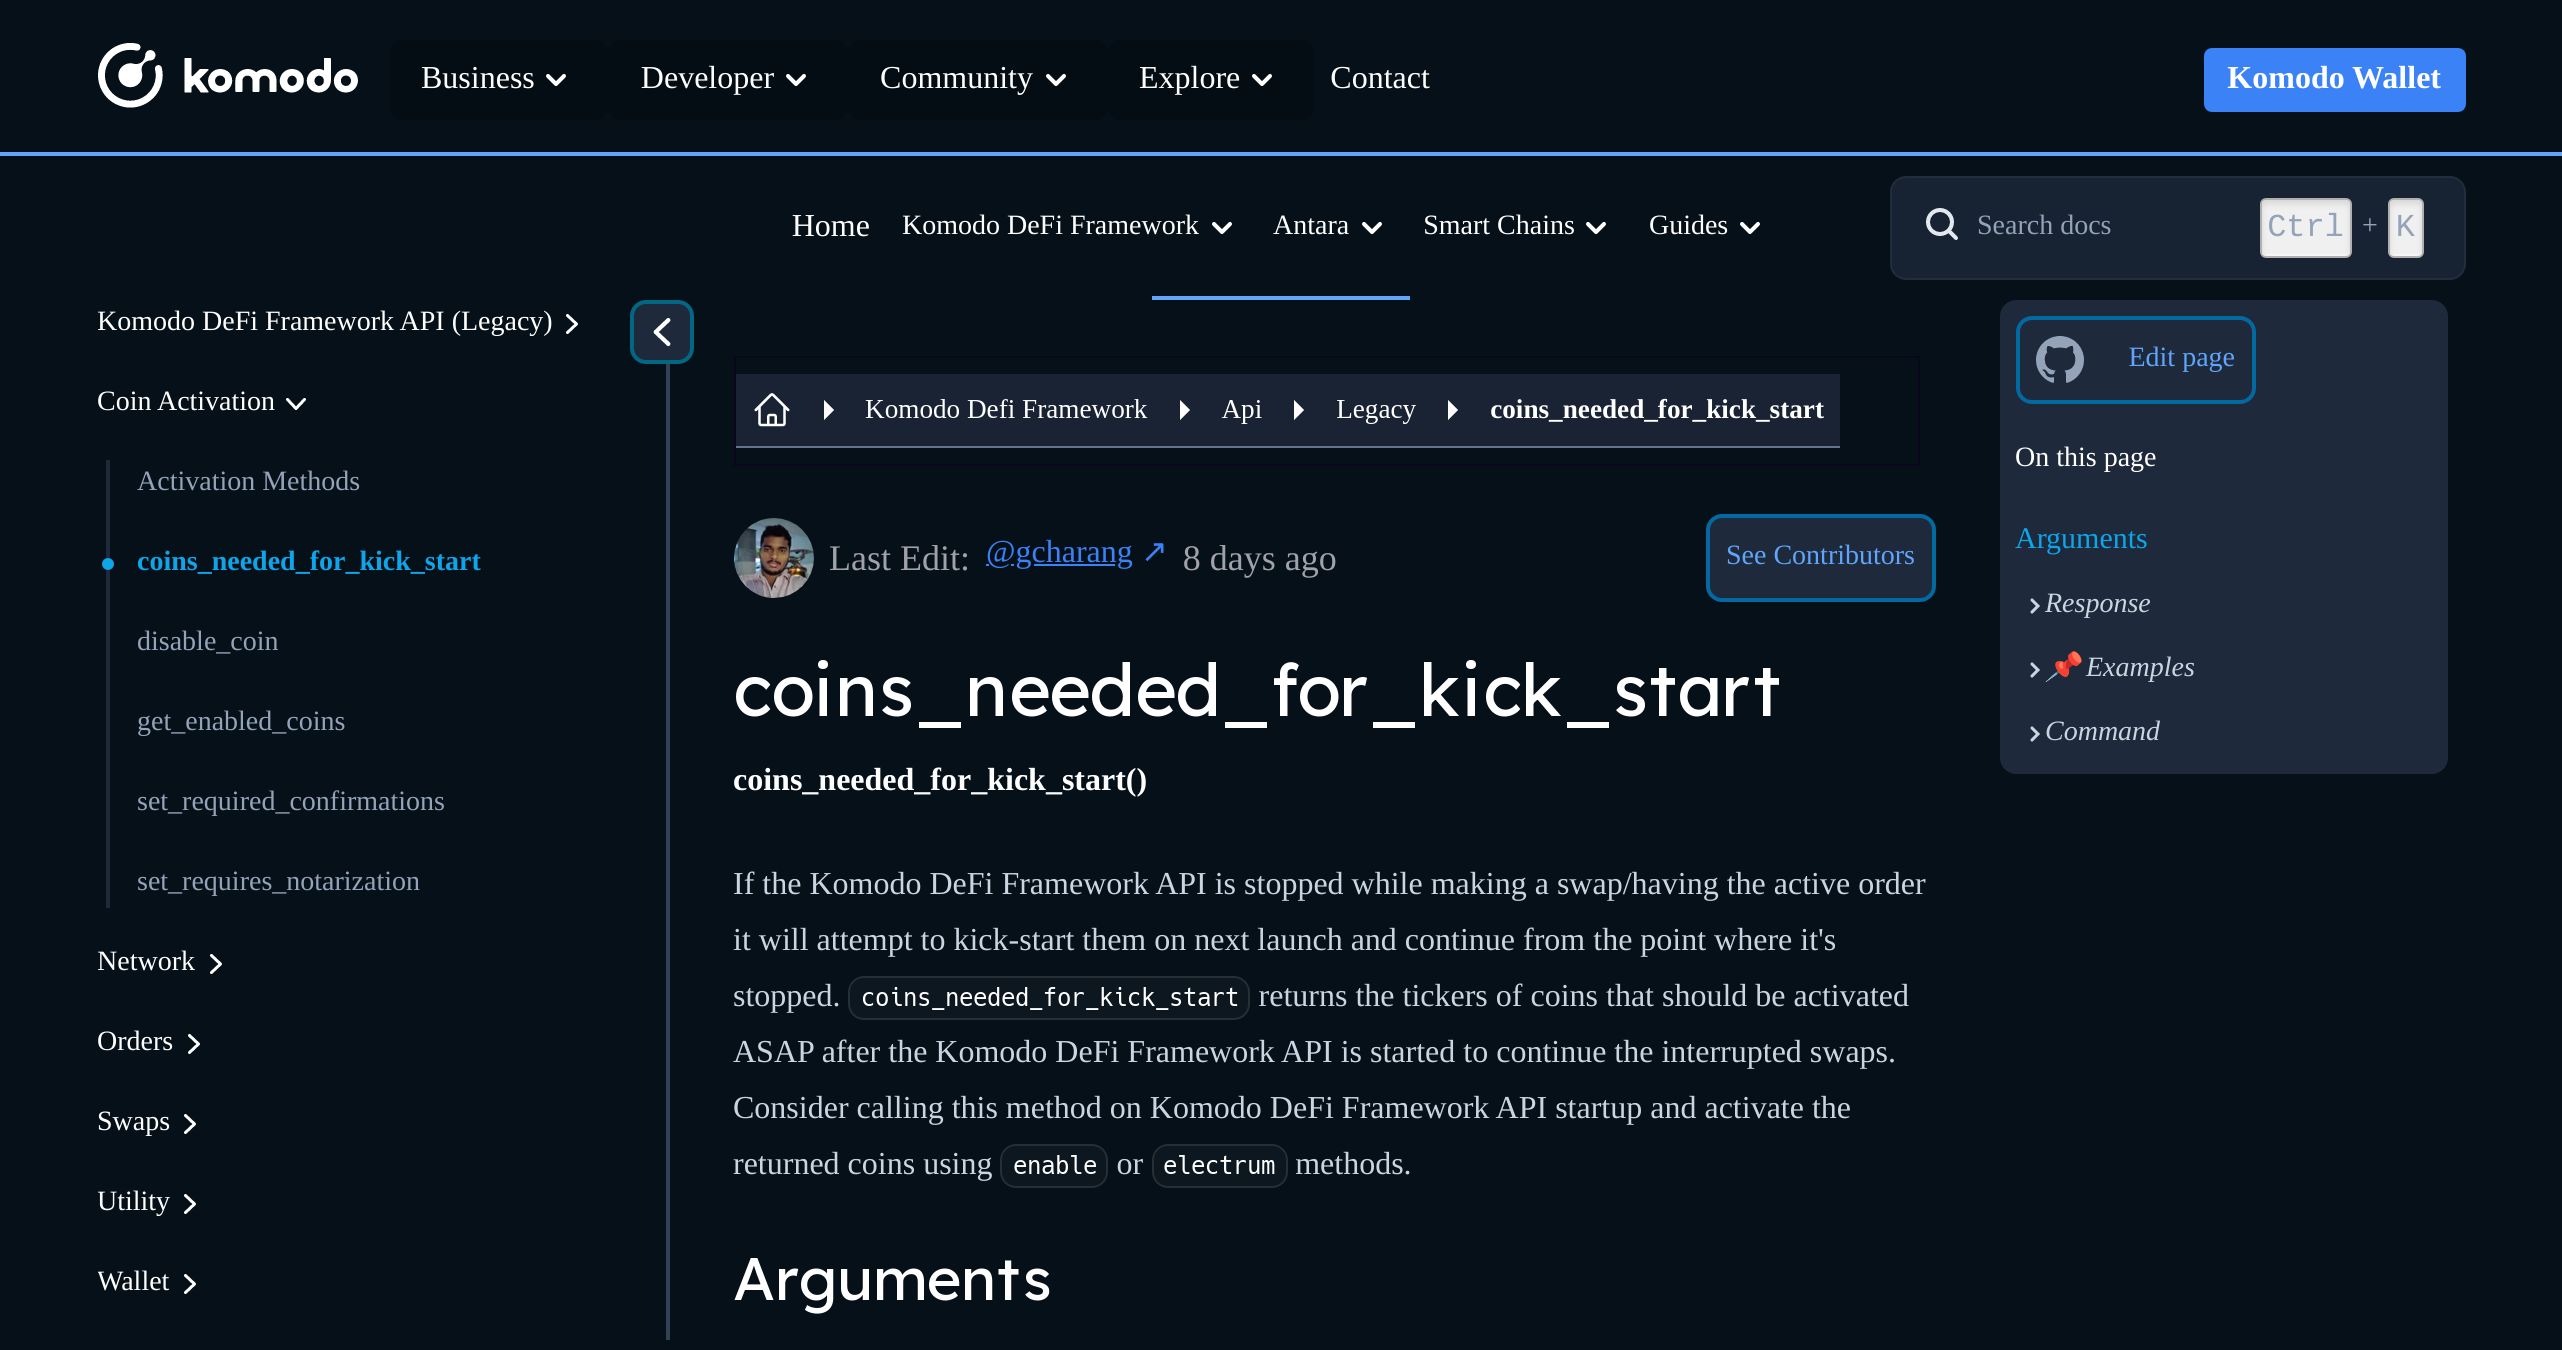 komodo
Business
Developer
Community
Explore
Contact
Komodo Wallet
Home
Komodo DeFi Framework
Antara
Smart Chains
Guides
Search docs
Ctrl + K
Komodo DeFi Framework API (Legacy)
Coin Activation
Activation Methods
coins_needed_for_kick_start
disable_coin
get_enabled_coins
set_required_confirmations
set_requires_notarization
Network
Orders
Swaps
Utility
Wallet
Komodo Defi Framework
Api
Legacy
coins_needed_for_kick_start
Last Edit: @gcharang ↗ 8 days ago
See Contributors
coins_needed_for_kick_start
coins_needed_for_kick_start()
If the Komodo DeFi Framework API is stopped while making a swap/having the active order
it will attempt to kick-start them on next launch and continue from the point where it's
stopped. coins_needed_for_kick_start returns the tickers of coins that should be activated
ASAP after the Komodo DeFi Framework API is started to continue the interrupted swaps.
Consider calling this method on Komodo DeFi Framework API startup and activate the
returned coins using enable or electrum methods.
Arguments
Edit page
On this page
Arguments
Response
📌 Examples
Command